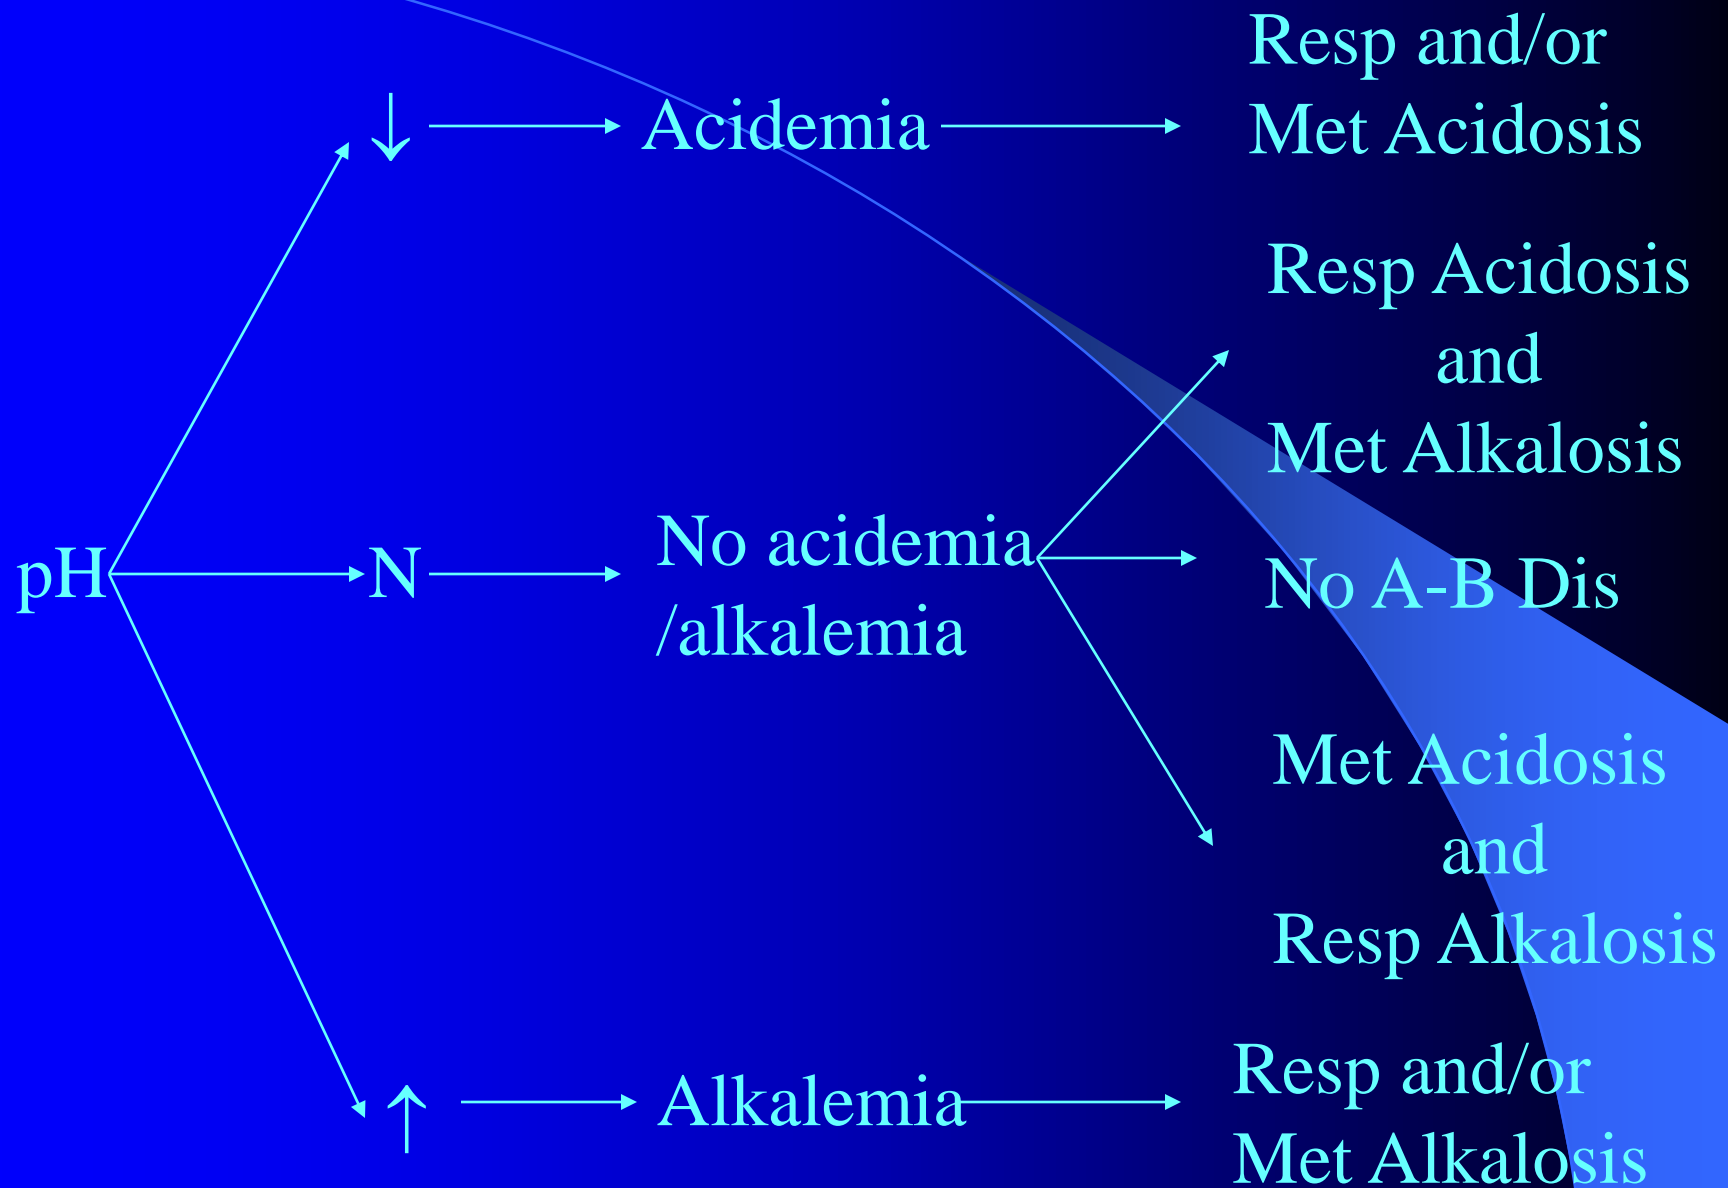 pH
↓
Acidemia
Resp and/or
Met Acidosis
N
No acidemia
/alkalemia
Resp Acidosis
and
Met Alkalosis
No A-B Dis
Met Acidosis
and
Resp Alkalosis
↑
Alkalemia
Resp and/or
Met Alkalosis